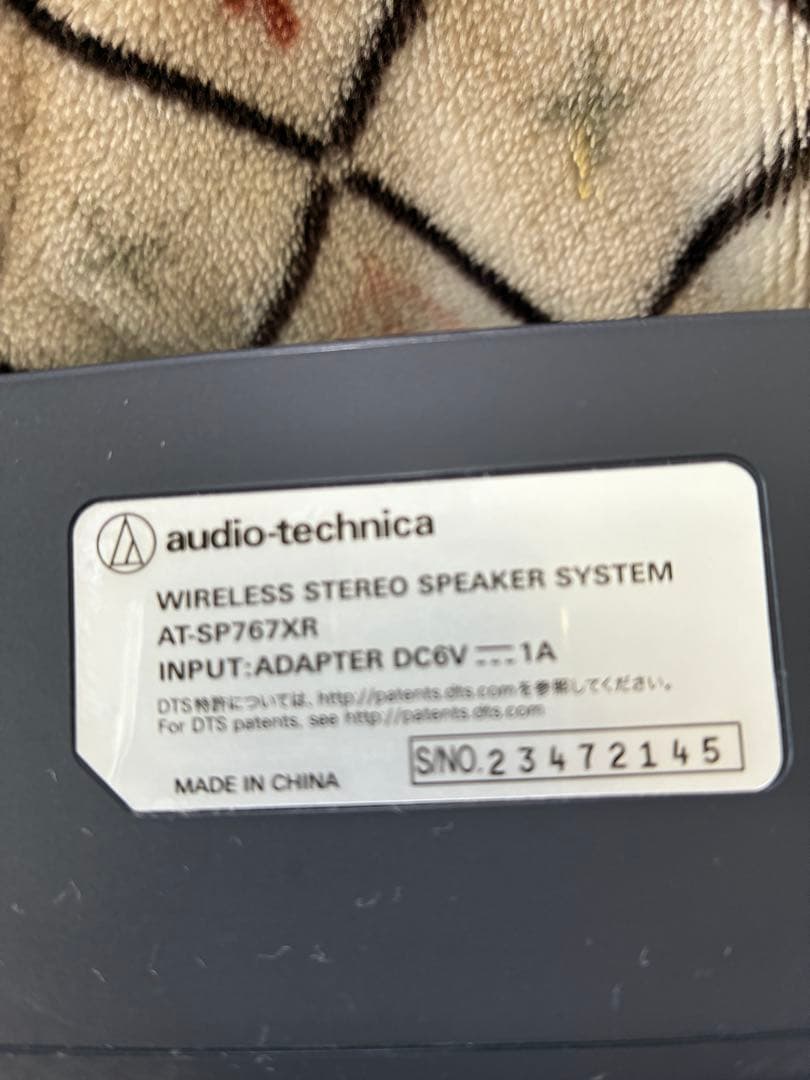 audio-technica
WIRELESS STEREO SPEAKER SYSTEM
AT-SP767XR
INPUT:ADAPTER DC6V ⎓ 1A
DTS特許については、http://patents.dts.comを参照してください。
For DTS patents, see http://patents.dts.com
S/NO. 23472145
MADE IN CHINA